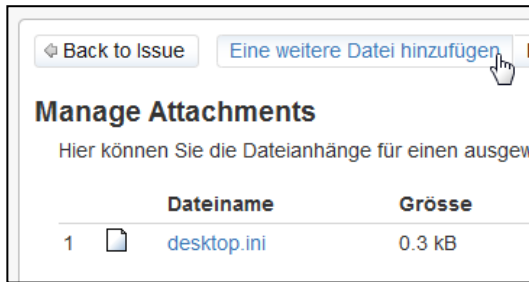 Back to Issue Eine weitere Datei hinzufügen
Manage Attachments
Hier können Sie die Dateianhänge für einen
Dateiname Grösse
1 desktop.ini 0.3 kB